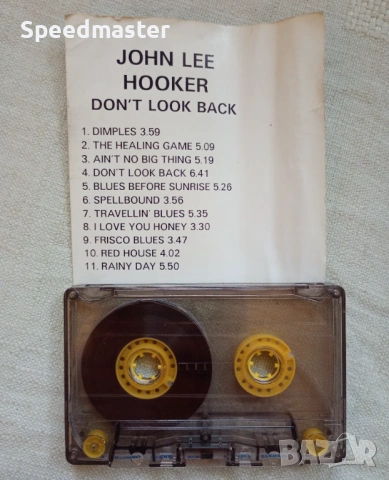 Speedmaster
JOHN LEE
HOOKER
DON'T LOOK BACK
1. DIMPLES 3.59
2. THE HEALING GAME 5.09
3. AIN'T NO BIG THING 5.19
4. DON'T LOOK BACK 6.41
5. BLUES BEFORE SUNRISE 5.26
6. SPELLBOUND 3.56
7. TRAVELLIN' BLUES 5.35
8. I LOVE YOU HONEY 3.30
9. FRISCO BLUES 3.47
10. RED HOUSE 4.02
11. RAINY DAY 5.50
BAZAR